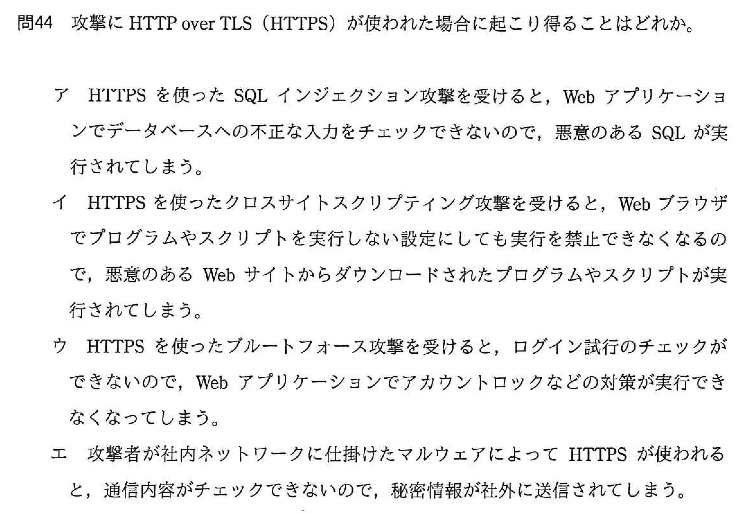 問44 攻撃に HTTP over TLS（HTTPS）が使われた場合に起こり得ることはどれか。
ア HTTPS を使った SQL インジェクション攻撃を受けると，Web アプリケーショ
ンでデータベースへの不正な入力をチェックできないので，悪意のある SQL が実
行されてしまう。
イ HTTPS を使ったクロスサイトスクリプティング攻撃を受けると，Web ブラウザ
でプログラムやスクリプトを実行しない設定にしても実行を禁止できなくなるの
で，悪意のある Web サイトからダウンロードされたプログラムやスクリプトが実
行されてしまう。
ウ HTTPS を使ったブルートフォース攻撃を受けると，ログイン試行のチェックが
できないので，Web アプリケーションでアカウントロックなどの対策が実行でき
なくなってしまう。
エ 攻撃者が社内ネットワークに仕掛けたマルウェアによって HTTPS が使われる
と，通信内容がチェックできないので，秘密情報が社外に送信されてしまう。